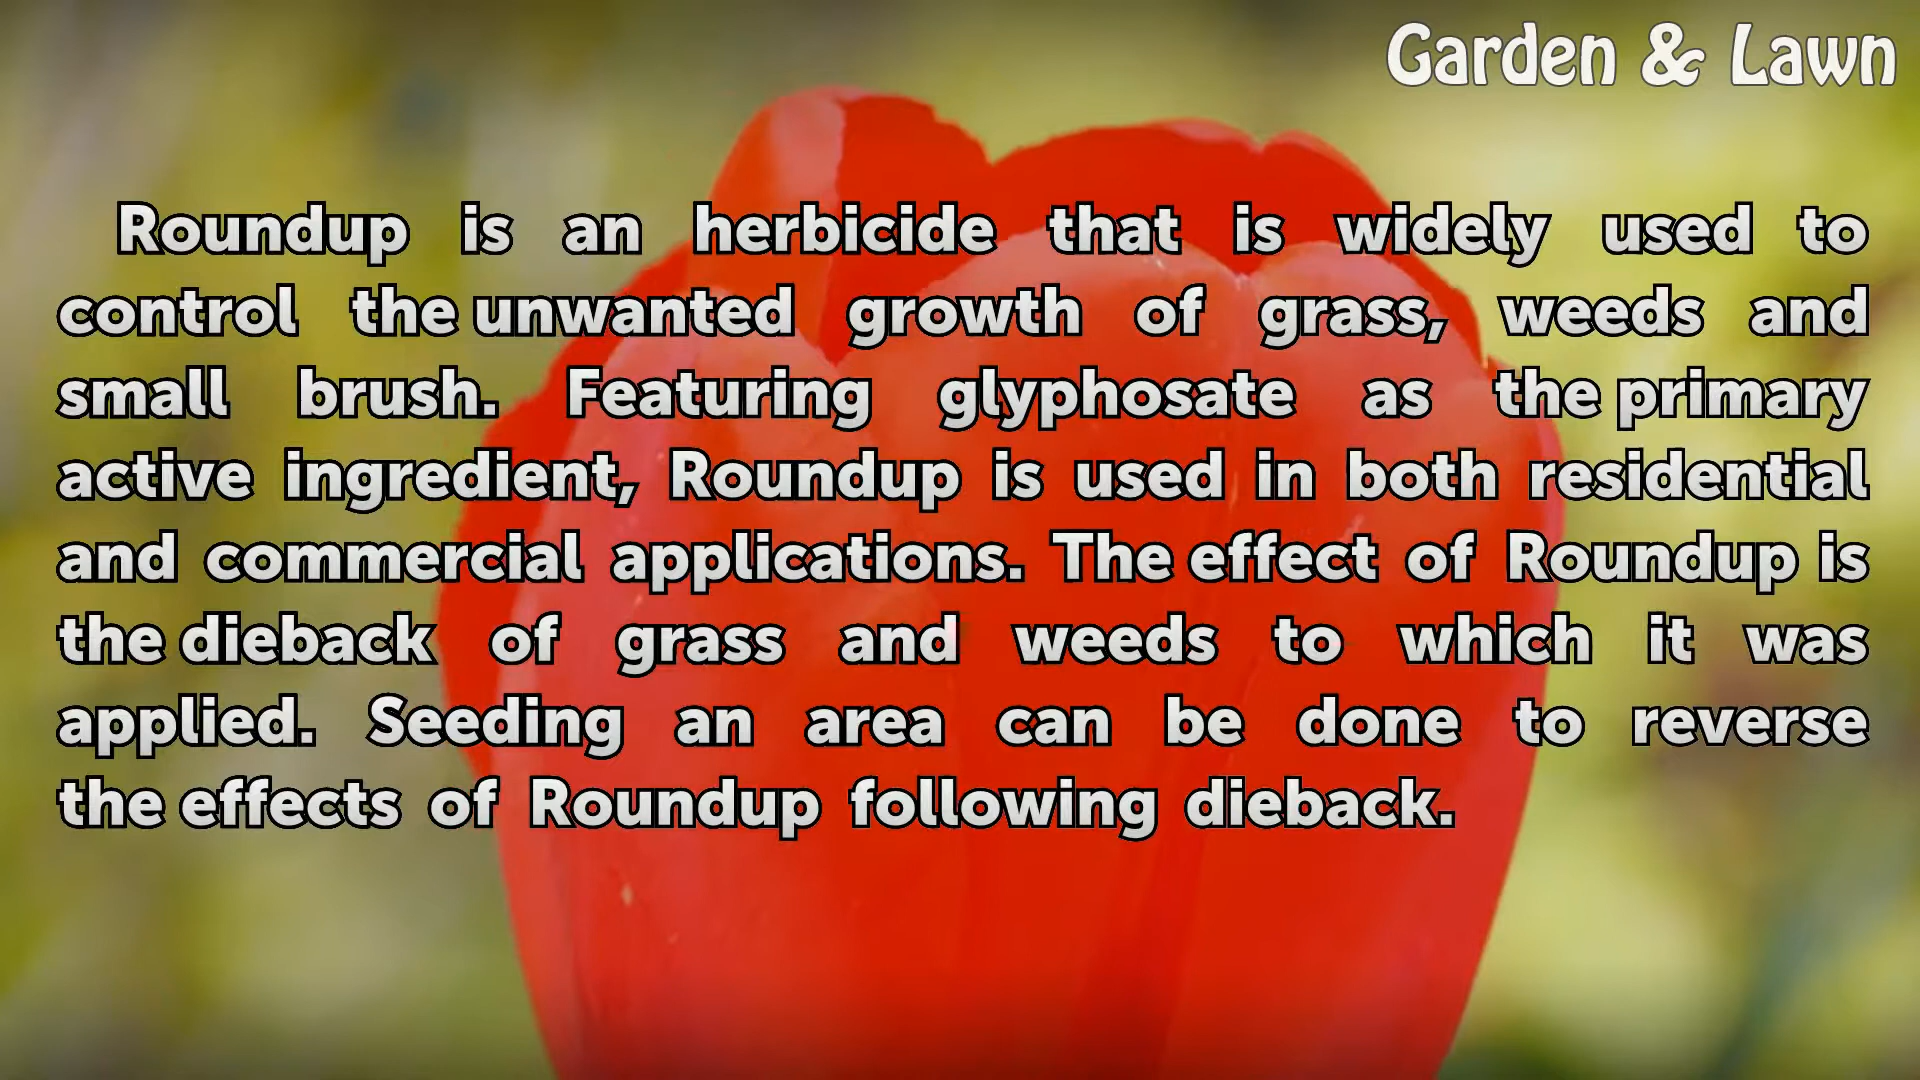 Garden & Lawn
Roundup is an herbicide that is widely used to
control the unwanted growth of grass, weeds and
small brush. Featuring glyphosate as the primary
active ingredient, Roundup is used in both residential
and commercial applications. The effect of Roundup is
the dieback of grass and weeds to which it was
applied. Seeding an area can be done to reverse
the effects of Roundup following dieback.